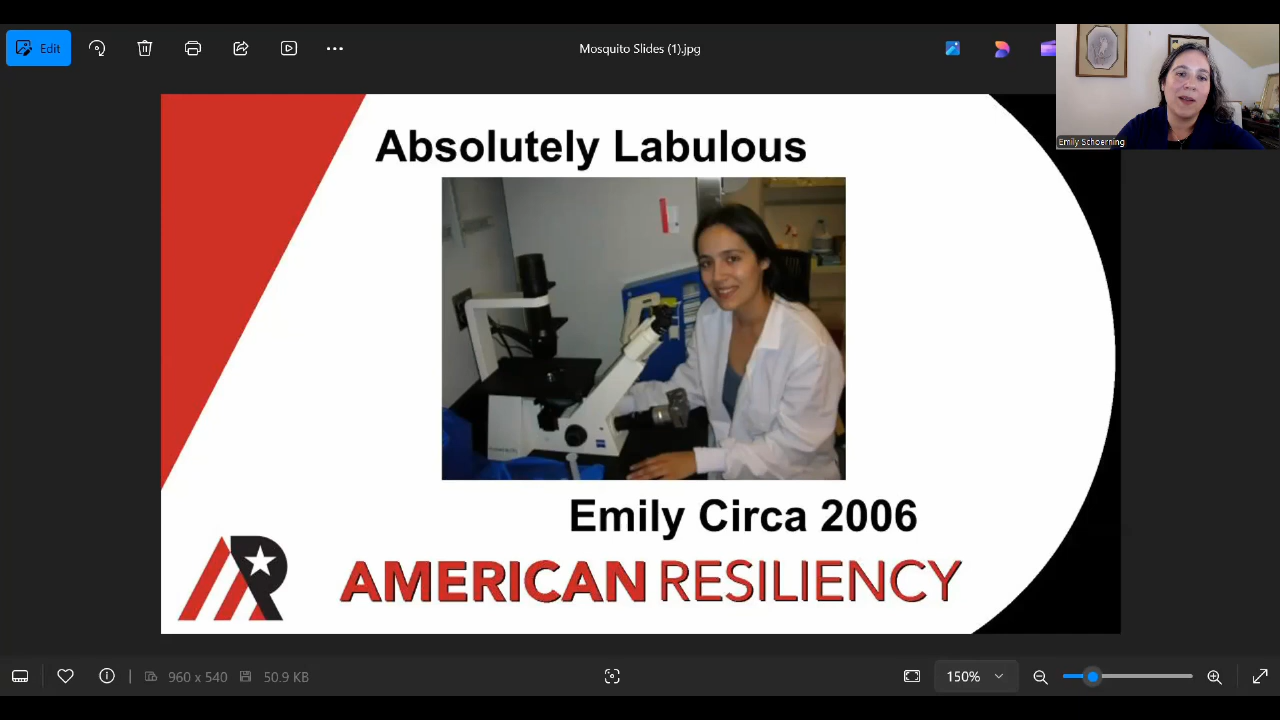 Edit
Mosquito Slides (1).jpg
Emily Schoerning
Absolutely Labulous
Emily Circa 2006
AMERICAN RESILIENCY
960 x 540
50.9 KB
150%